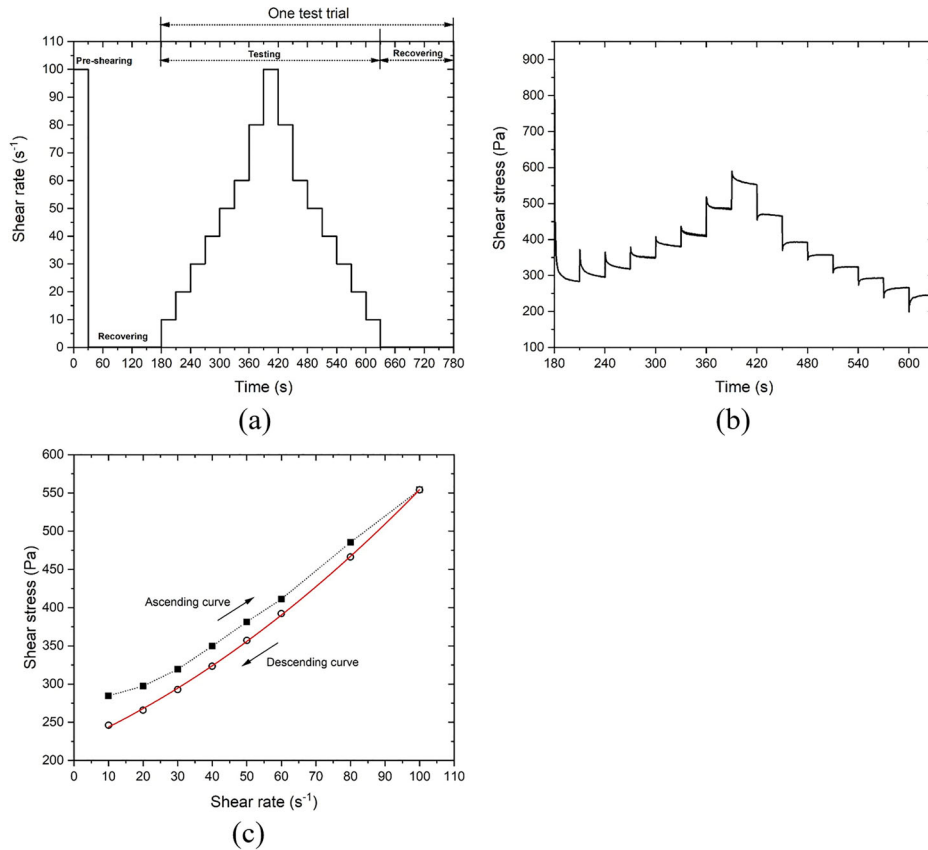 One test trial
Pre-shearing
Testing
Recovering
Recovering
110
100
90
80
70
60
50
40
30
20
10
0
Shear rate (s⁻¹)
0 60 120 180 240 300 360 420 480 540 600 660 720 780
Time (s)
(a)
900
800
700
600
500
400
300
200
100
Shear stress (Pa)
180 240 300 360 420 480 540 600
Time (s)
(b)
600
550
500
450
400
350
300
250
200
Shear stress (Pa)
Ascending curve
Descending curve
0 10 20 30 40 50 60 70 80 90 100 110
Shear rate (s⁻¹)
(c)